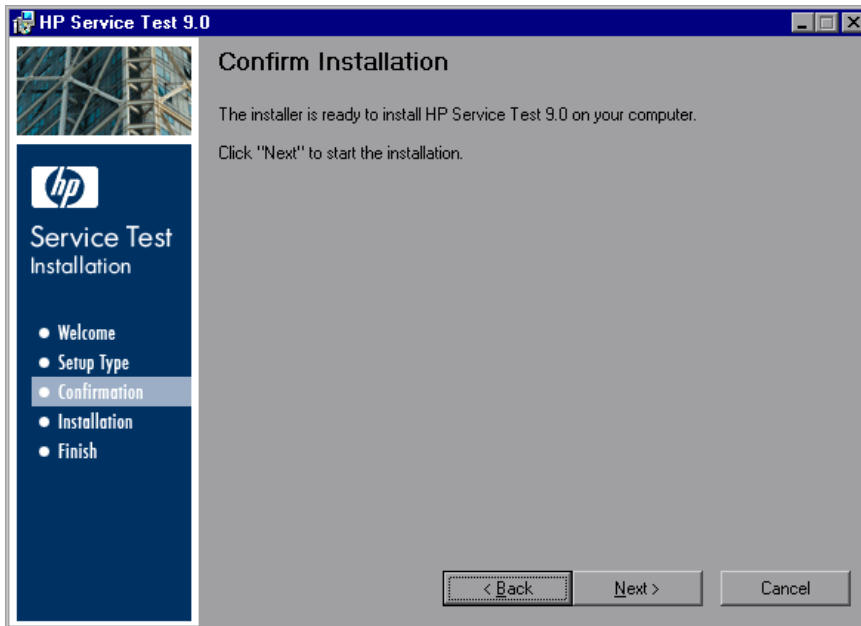 HP Service Test 9.0
Confirm Installation
The installer is ready to install HP Service Test 9.0 on your computer.
Click "Next" to start the installation.
hp
Service Test
Installation
Welcome
Setup Type
Confirmation
Installation
Finish
< Back
Next >
Cancel